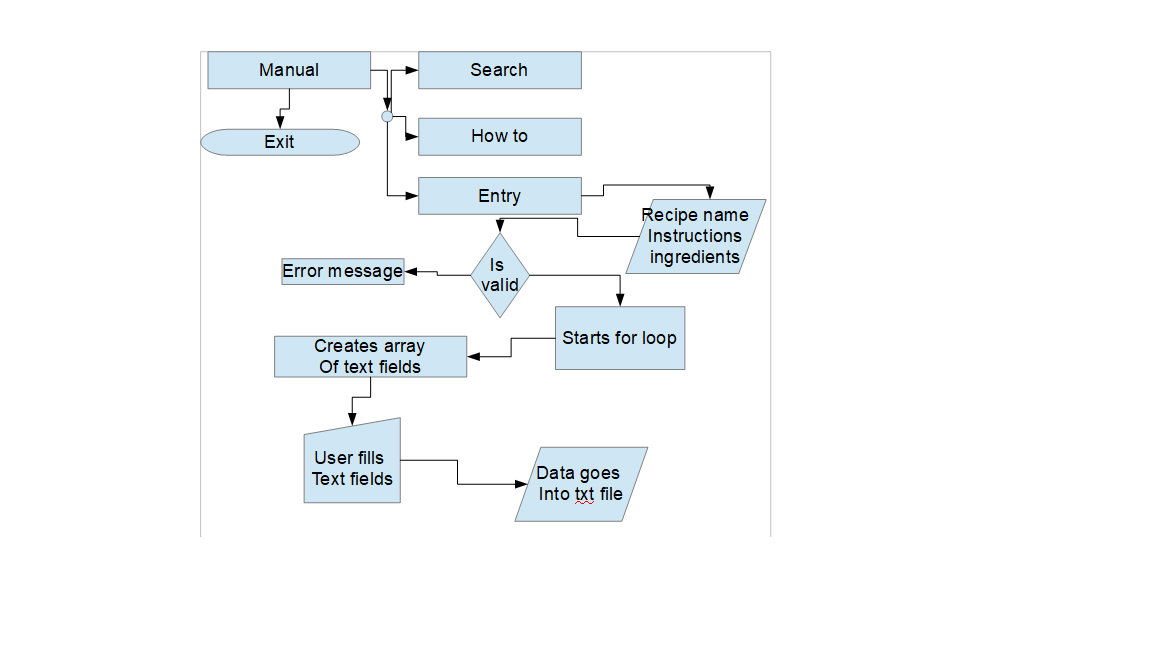 Manual
Search
Exit
How to
Entry
Recipe name
Instructions
ingredients
Is
valid
Error message
Starts for loop
Creates array
Of text fields
User fills
Text fields
Data goes
Into txt file